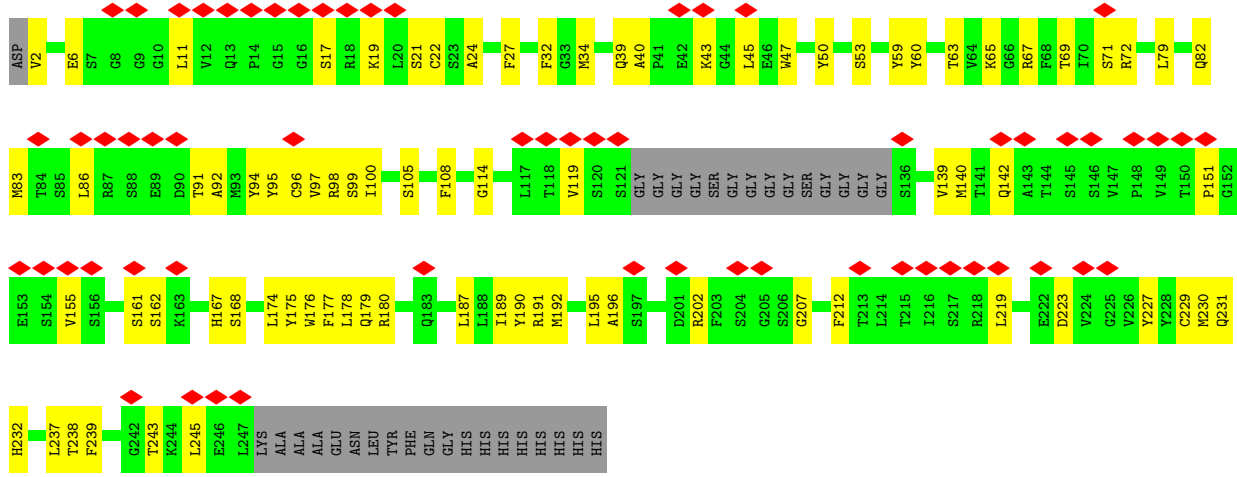 ASP V2 E6 S7 G8 G9 G10 L11 V12 Q13 P14 G15 G16 S17 R18 K19 L20 S21 C22 S23 A24 F27 F32 G33 M34 Q39 A40 P41 E42 K43 G44 L45 E46 W47 Y50 S53 Y59 Y60 T63 V64 K65 G66 R67 F68 T69 I70 S71 R72 L79 Q82
M83 T84 S85 L86 R87 S88 E89 D90 T91 A92 M93 Y94 Y95 C96 V97 R98 S99 I100 S105 F108 G114 L117 T118 V119 S120 S121 GLY GLY GLY GLY SER GLY GLY GLY GLY SER GLY GLY GLY GLY S136 V139 M140 T141 Q142 A143 T144 S145 S146 V147 P148 V149 T150 P151 G152
E153 S154 V155 S156 S161 S162 K163 H167 S168 L174 Y175 W176 F177 L178 Q179 R180 Q183 L187 L188 I189 Y190 R191 M192 L195 A196 S197 D201 R202 F203 S204 G205 S206 G207 F212 T213 L214 T215 I216 S217 R218 L219 E222 D223 V224 G225 V226 Y227 Y228 C229 M230 Q231
H232 L237 T238 F239 G242 T243 K244 L245 E246 L247 LYS ALA ALA ALA GLU ASN LEU TYR PHE GLN GLY HIS HIS HIS HIS HIS HIS HIS HIS